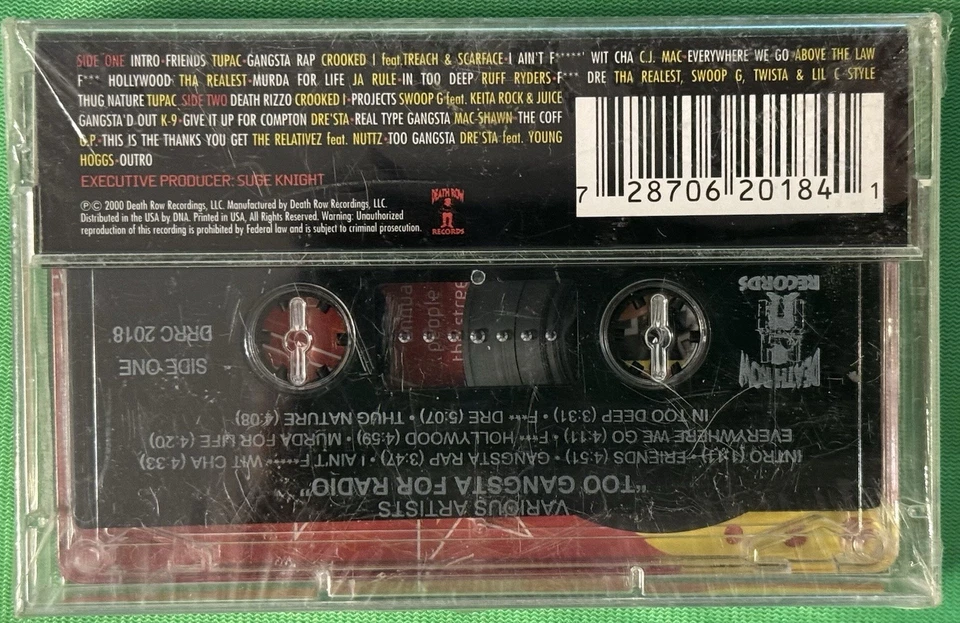 SIDE ONE INTRO•FRIENDS TUPAC•GANGSTA RAP CROOKED I feat.TREACH & SCARFACE•I AIN'T F*****' WIT CHA C.J. MAC•EVERYWHERE WE GO ABOVE THE LAW
F*** HOLLYWOOD• THA REALEST•MURDA FOR LIFE JA RULE•IN TOO DEEP RUFF RYDERS•F*** DRE THA REALEST, SWOOP G, TWISTA & LIL C STYLE
THUG NATURE TUPAC SIDE TWO DEATH RIZZO CROOKED I•PROJECTS SWOOP G feat. KEITA ROCK & JUICE
GANGSTA'D OUT K-9•GIVE IT UP FOR COMPTON DRE'STA•REAL TYPE GANGSTA MAC-SHAWN•THE COFF
O.P.•THIS IS THE THANKS YOU GET THE RELATIVEZ feat. NUTTZ•TOO GANGSTA DRE'STA feat. YOUNG
HOGGS•OUTRO
EXECUTIVE PRODUCER: SUGE KNIGHT
℗© 2000 Death Row Recordings, LLC. Manufactured by Death Row Recordings, LLC.
Distributed in the USA by DNA. Printed in USA, All Rights Reserved. Warning: Unauthorized
reproduction of this recording is prohibited by Federal law and is subject to criminal prosecution.
DEATH ROW
RECORDS
7 28706 20184 1
people
the stree
VARIOUS ARTISTS
"TOO GANGSTA FOR RADIO"
INTRO (1:13) • FRIENDS (4:51) • GANGSTA RAP (3:47) • I AIN'T F***** WIT CHA (4:33)
EVERYWHERE WE GO (4:11) • F*** HOLLYWOOD (4:59) • MURDA FOR LIFE (4:20)
IN TOO DEEP (3:31) • F*** DRE (5:07) • THUG NATURE (4:08)
DEATH ROW
RECORDS
SIDE ONE
DRRC 2018